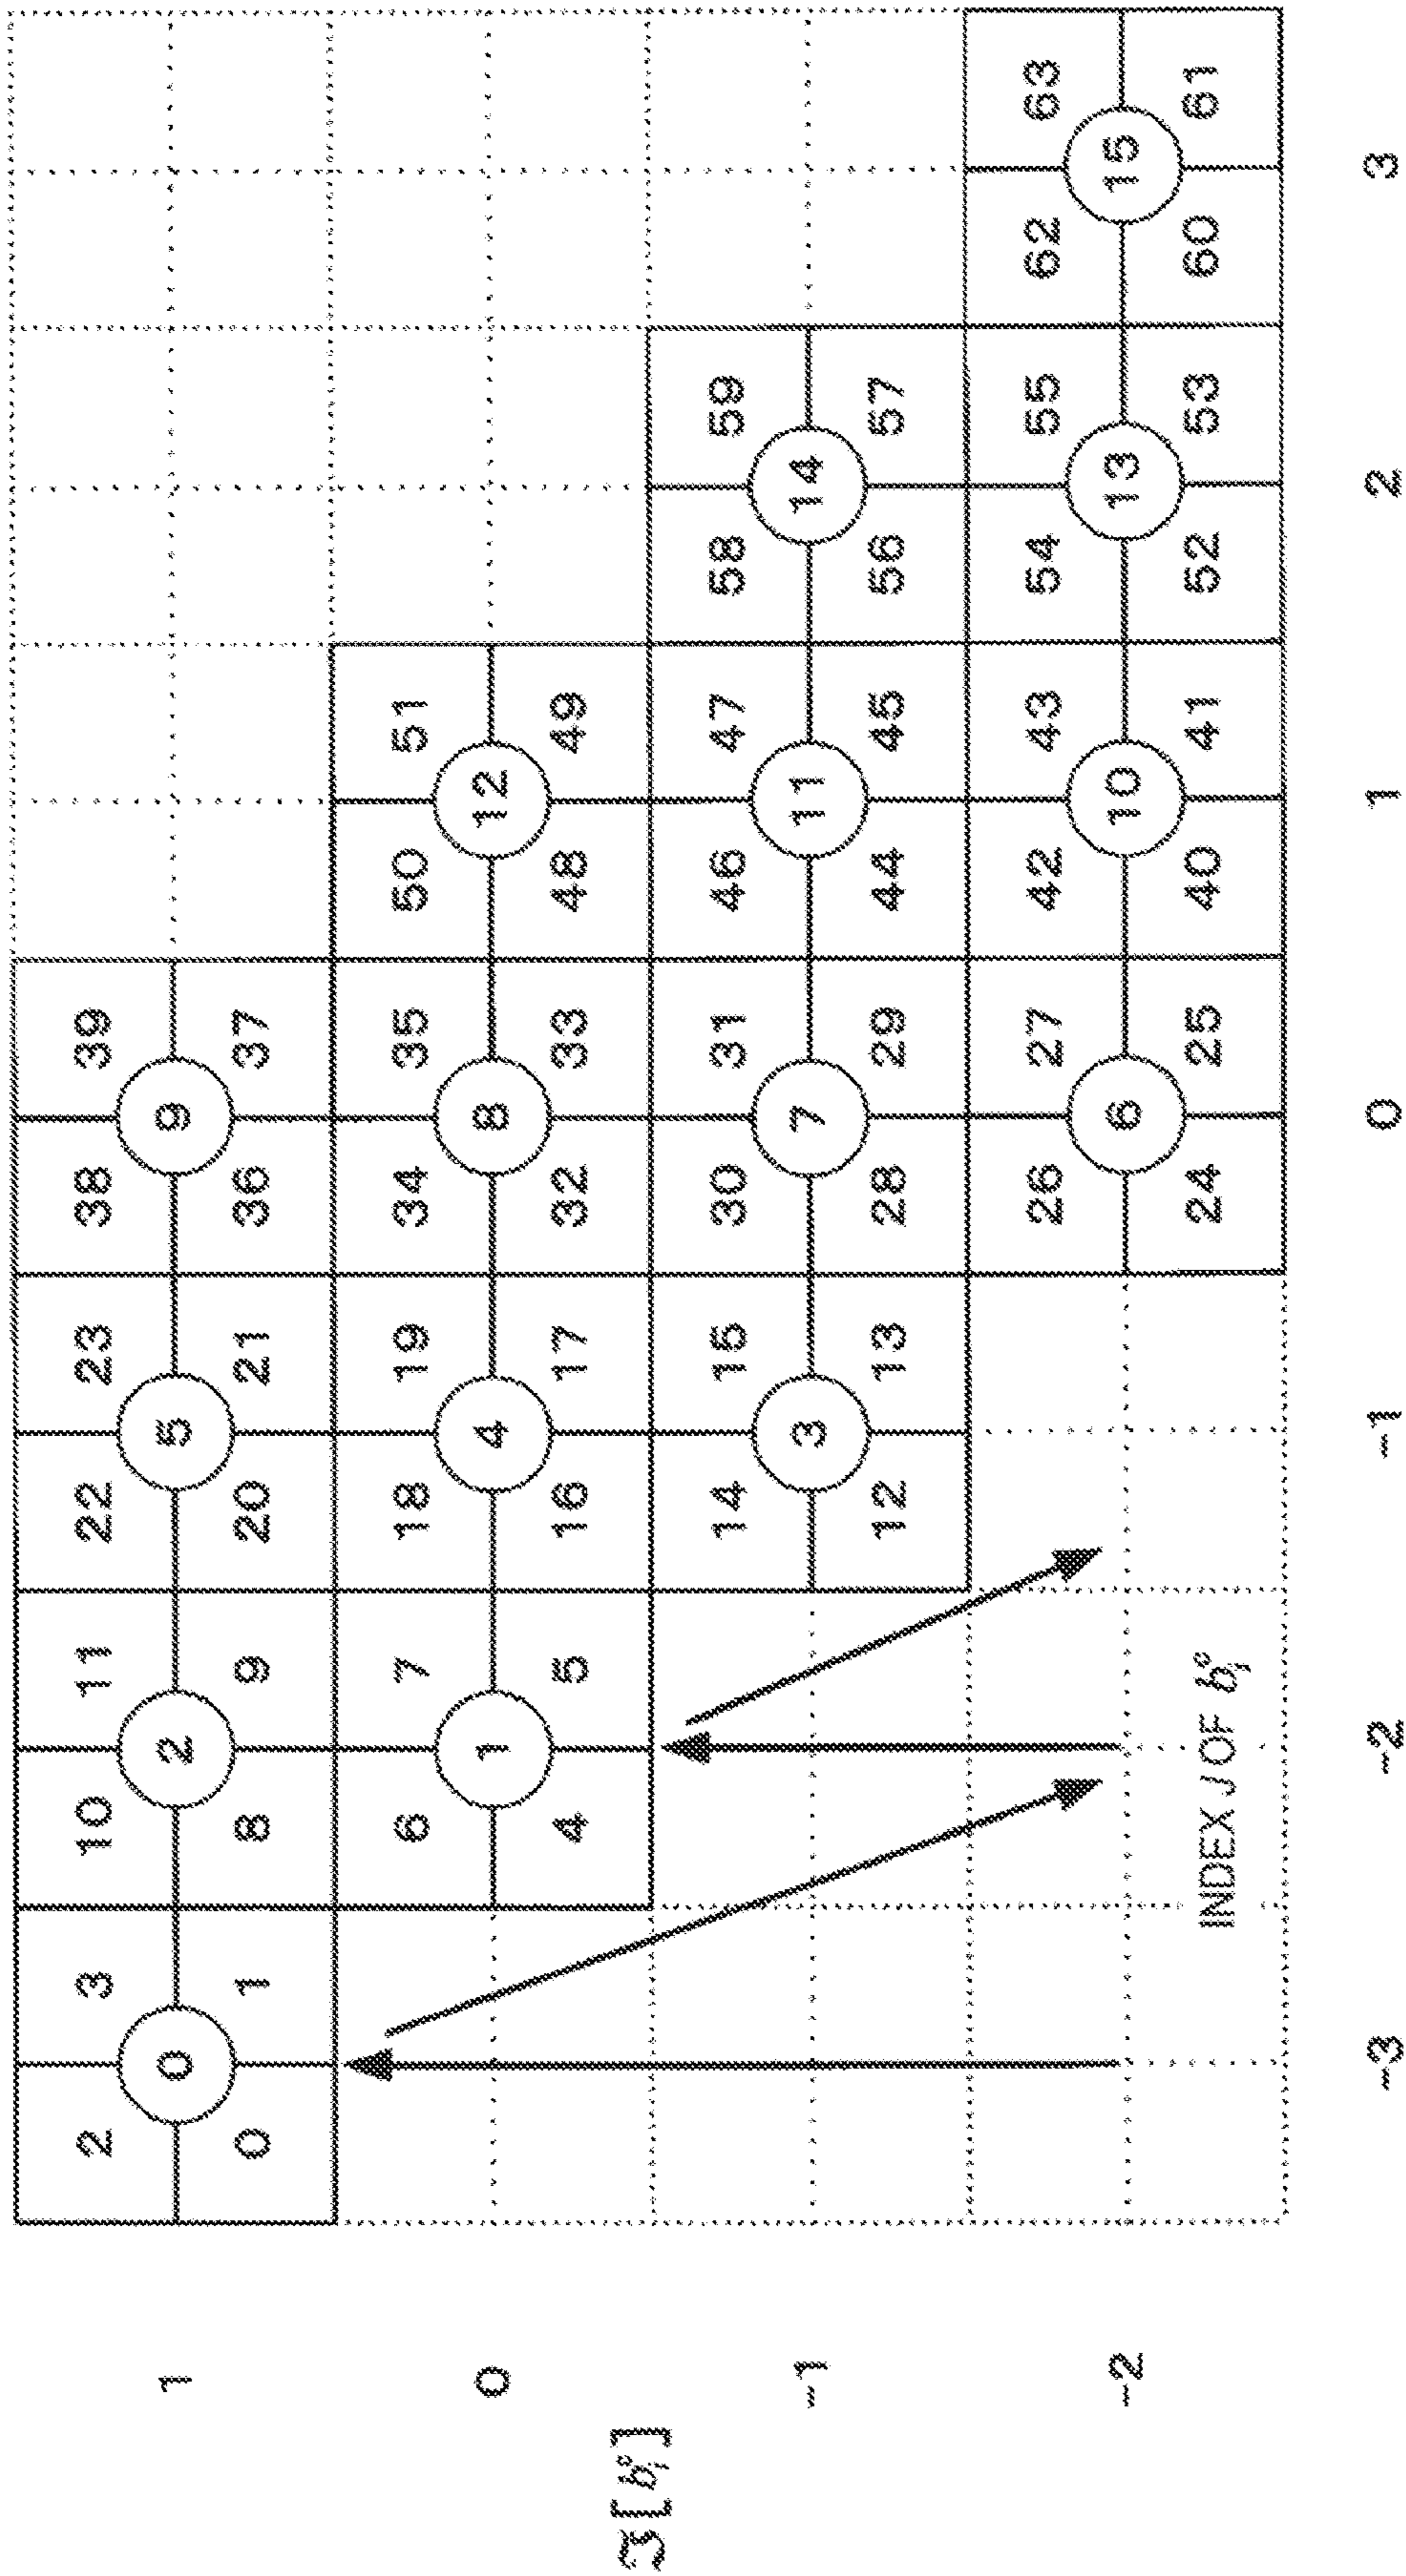 2 3 10 11 22 23 38 39
1 0 2 5 9
0 1 8 9 20 21 36 37
6 7 18 19 34 35 50 51
0 1 4 8 12
4 5 16 17 32 33 48 49
ℑ[b°ᵢ]
14 15 30 31 46 47 58 59
-1 3 7 11 14
12 13 28 29 44 45 56 57
26 27 42 43 54 55 62 63
-2 6 10 13 15
INDEX J OF b°ᵢ 24 25 40 41 52 53 60 61
-3 -2 -1 0 1 2 3